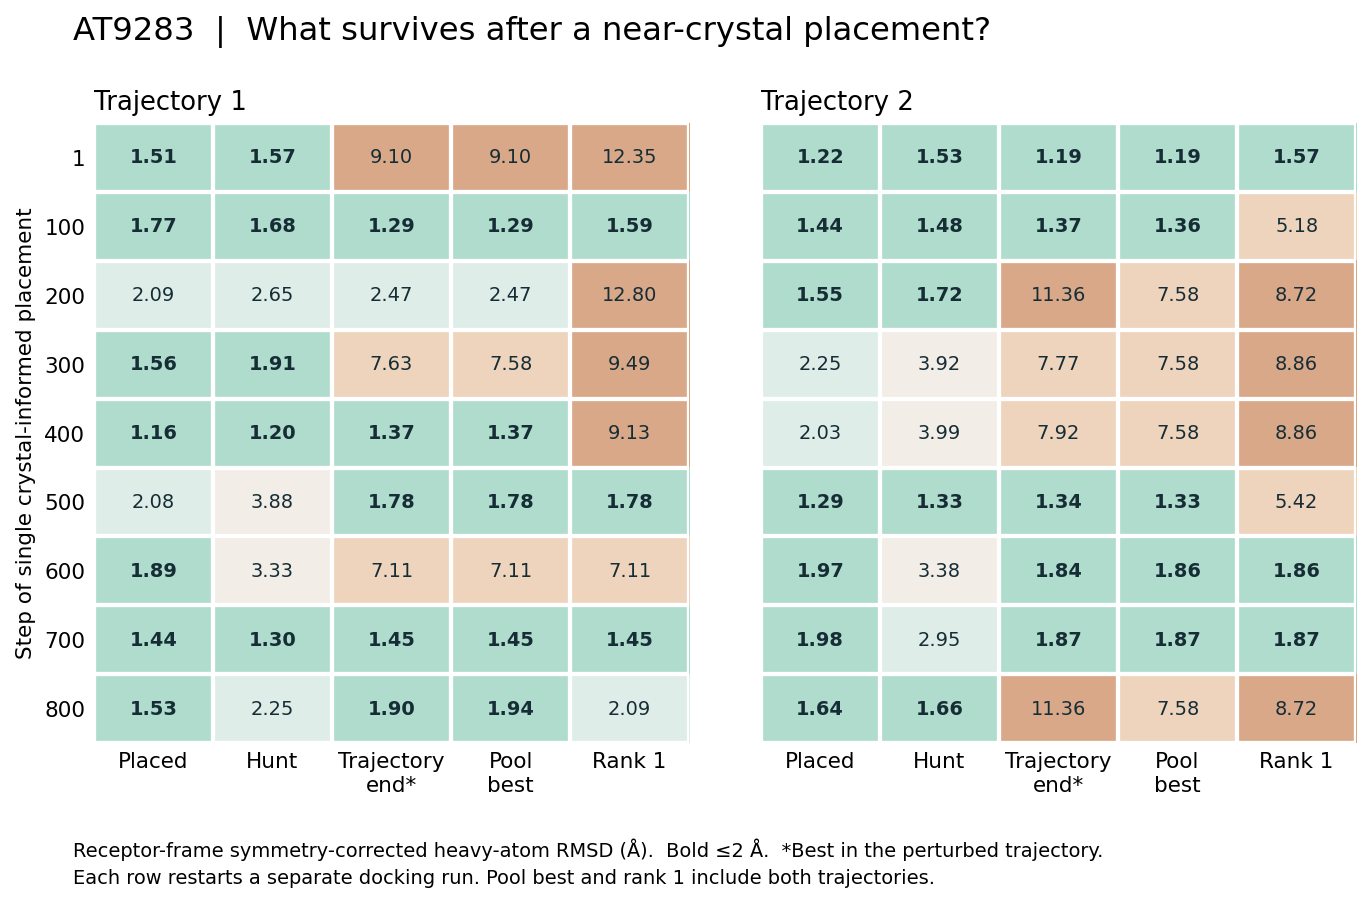 AT9283 | What survives after a near-crystal placement?
Trajectory 1
Trajectory 2
Step of single crystal-informed placement
1 1.51 1.57 9.10 9.10 12.35 1.22 1.53 1.19 1.19 1.57
100 1.77 1.68 1.29 1.29 1.59 1.44 1.48 1.37 1.36 5.18
200 2.09 2.65 2.47 2.47 12.80 1.55 1.72 11.36 7.58 8.72
300 1.56 1.91 7.63 7.58 9.49 2.25 3.92 7.77 7.58 8.86
400 1.16 1.20 1.37 1.37 9.13 2.03 3.99 7.92 7.58 8.86
500 2.08 3.88 1.78 1.78 1.78 1.29 1.33 1.34 1.33 5.42
600 1.89 3.33 7.11 7.11 7.11 1.97 3.38 1.84 1.86 1.86
700 1.44 1.30 1.45 1.45 1.45 1.98 2.95 1.87 1.87 1.87
800 1.53 2.25 1.90 1.94 2.09 1.64 1.66 11.36 7.58 8.72
Placed Hunt Trajectory Pool Rank 1 Placed Hunt Trajectory Pool Rank 1
end* best end* best
Receptor-frame symmetry-corrected heavy-atom RMSD (Å). Bold ≤2 Å. *Best in the perturbed trajectory.
Each row restarts a separate docking run. Pool best and rank 1 include both trajectories.